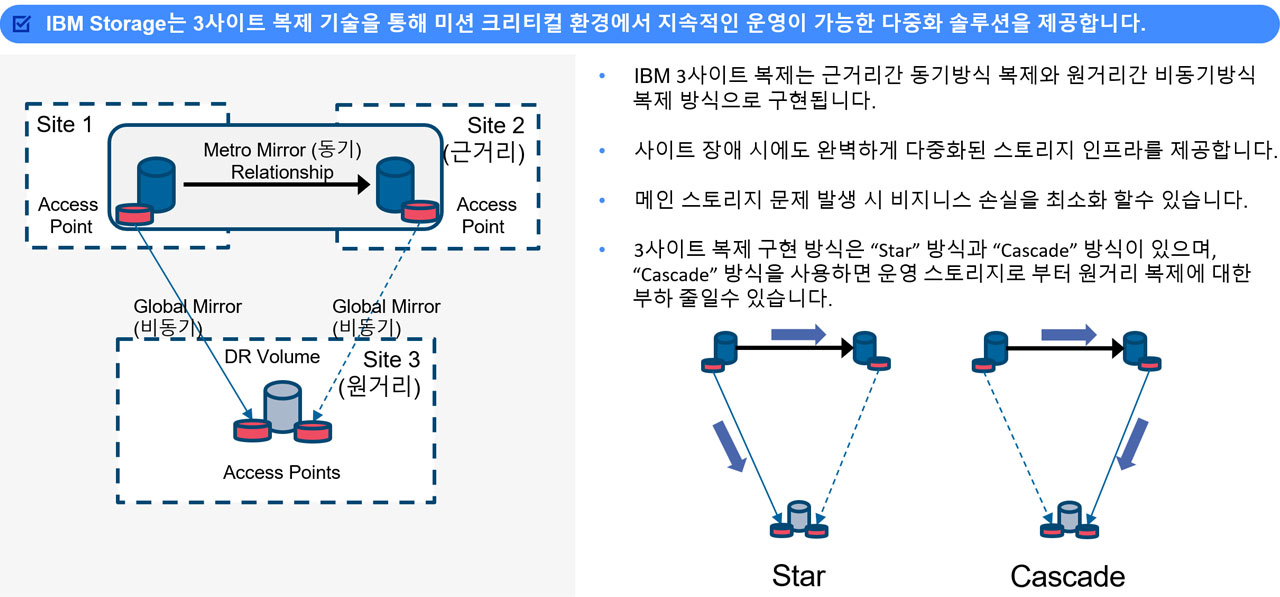 IBM Storage는 3사이트 복제 기술을 통해 미션 크리티컬 환경에서 지속적인 운영이 가능한 다중화 솔루션을 제공합니다.
Site 1
Site 2
(근거리)
Metro Mirror (동기)
Relationship
Access
Point
Access
Point
Global Mirror
(비동기)
Global Mirror
(비동기)
DR Volume
Site 3
(원거리)
Access Points
• IBM 3사이트 복제는 근거리간 동기방식 복제와 원거리간 비동기방식
복제 방식으로 구현됩니다.
• 사이트 장애 시에도 완벽하게 다중화된 스토리지 인프라를 제공합니다.
• 메인 스토리지 문제 발생 시 비지니스 손실을 최소화 할수 있습니다.
• 3사이트 복제 구현 방식은 “Star” 방식과 “Cascade” 방식이 있으며,
“Cascade” 방식을 사용하면 운영 스토리지로 부터 원거리 복제에 대한
부하 줄일수 있습니다.
Star
Cascade